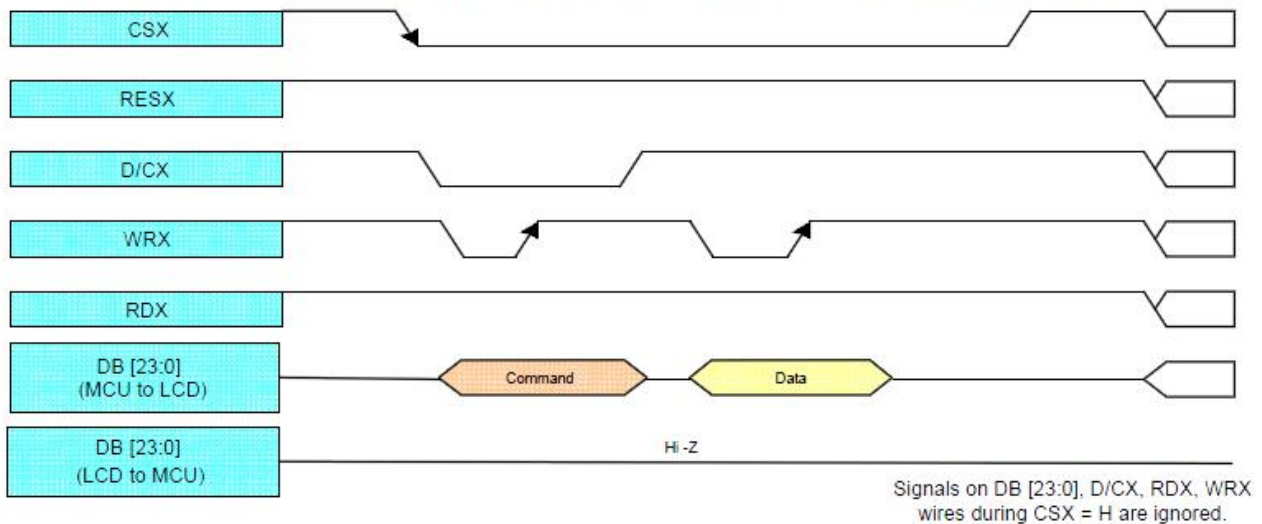 CSX
RESX
D/CX
WRX
RDX
DB [23:0]
(MCU to LCD)
Command
Data
DB [23:0]
(LCD to MCU)
Hi -Z
Signals on DB [23:0], D/CX, RDX, WRX
wires during CSX = H are ignored.